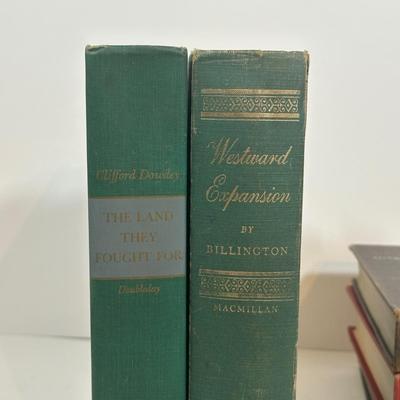 Clifford Dowdey
THE LAND
THEY
FOUGHT FOR
Doubleday
Westward
Expansion
BY
BILLINGTON
MACMILLAN